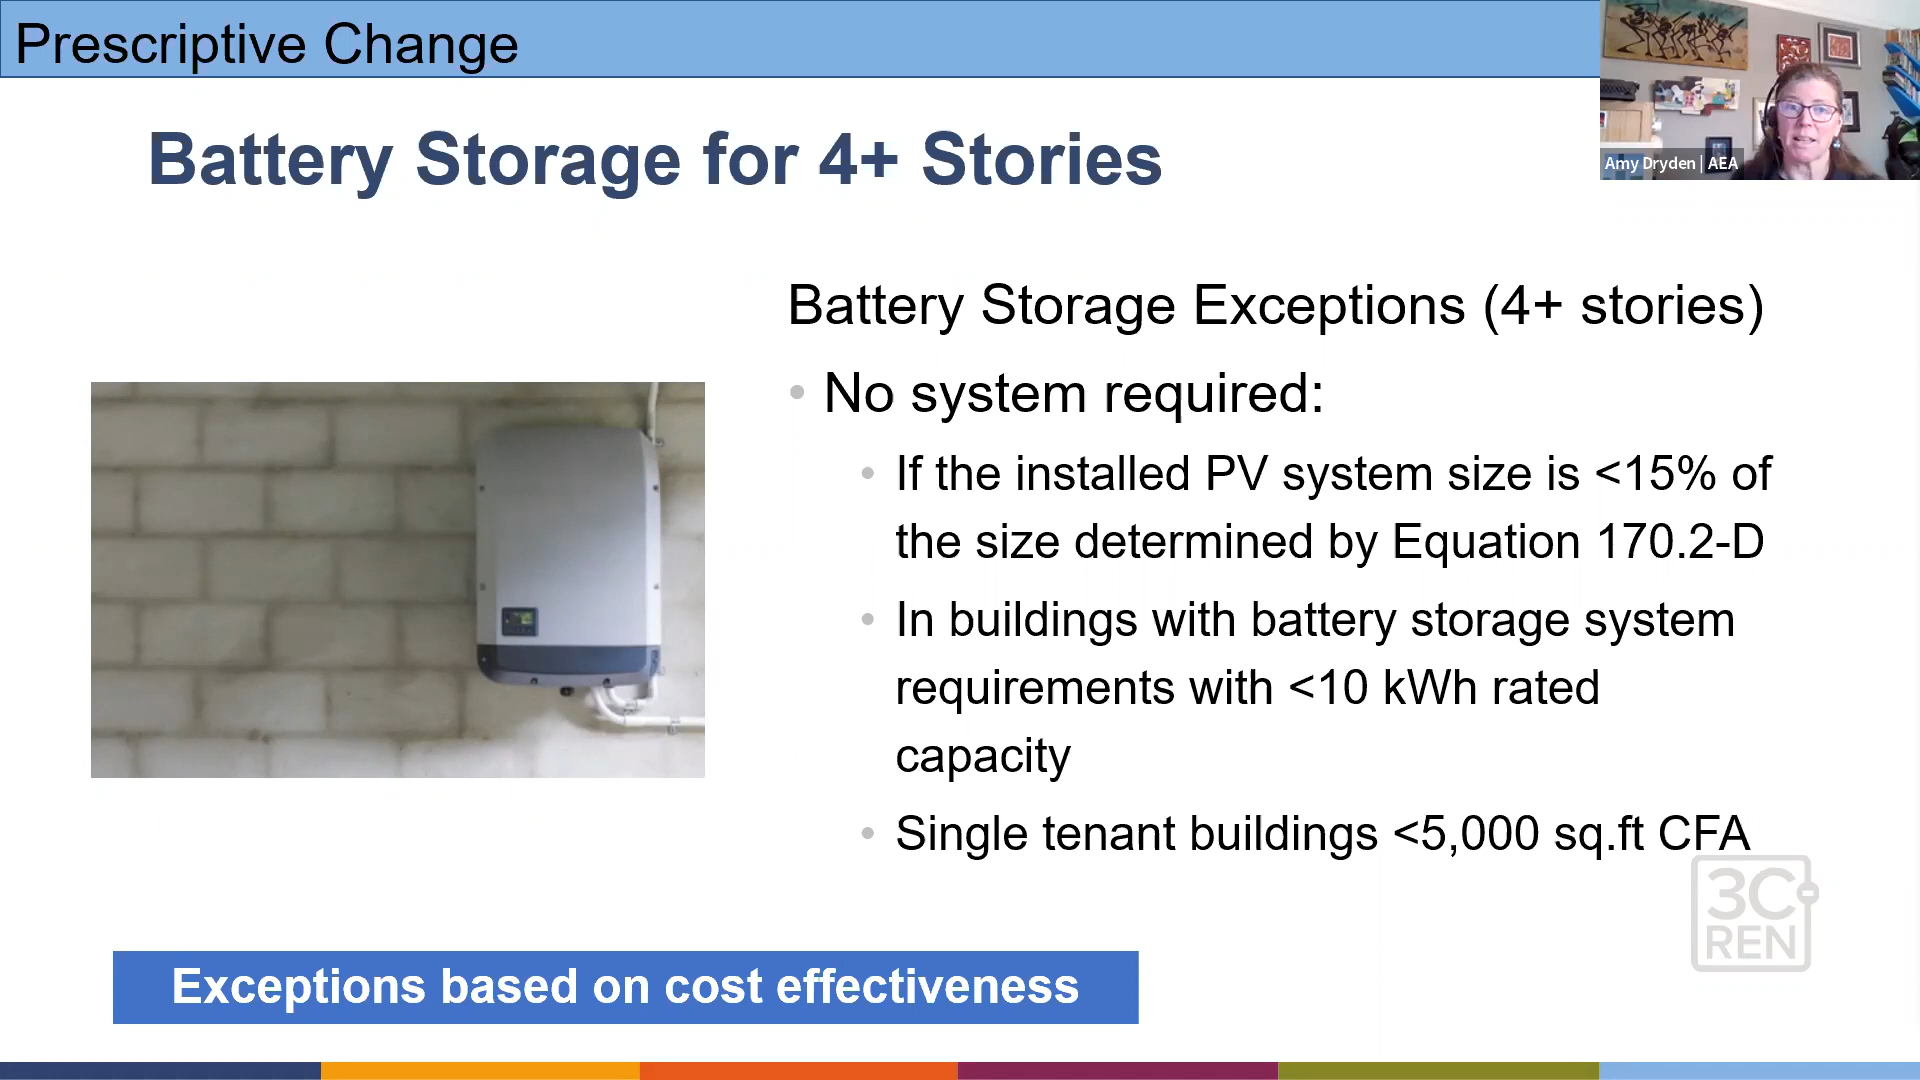 Prescriptive Change
Amy Dryden | AEA
Battery Storage for 4+ Stories
Battery Storage Exceptions (4+ stories)
• No system required:
• If the installed PV system size is <15% of
the size determined by Equation 170.2-D
• In buildings with battery storage system
requirements with <10 kWh rated
capacity
• Single tenant buildings <5,000 sq.ft CFA
3C-
REN
Exceptions based on cost effectiveness